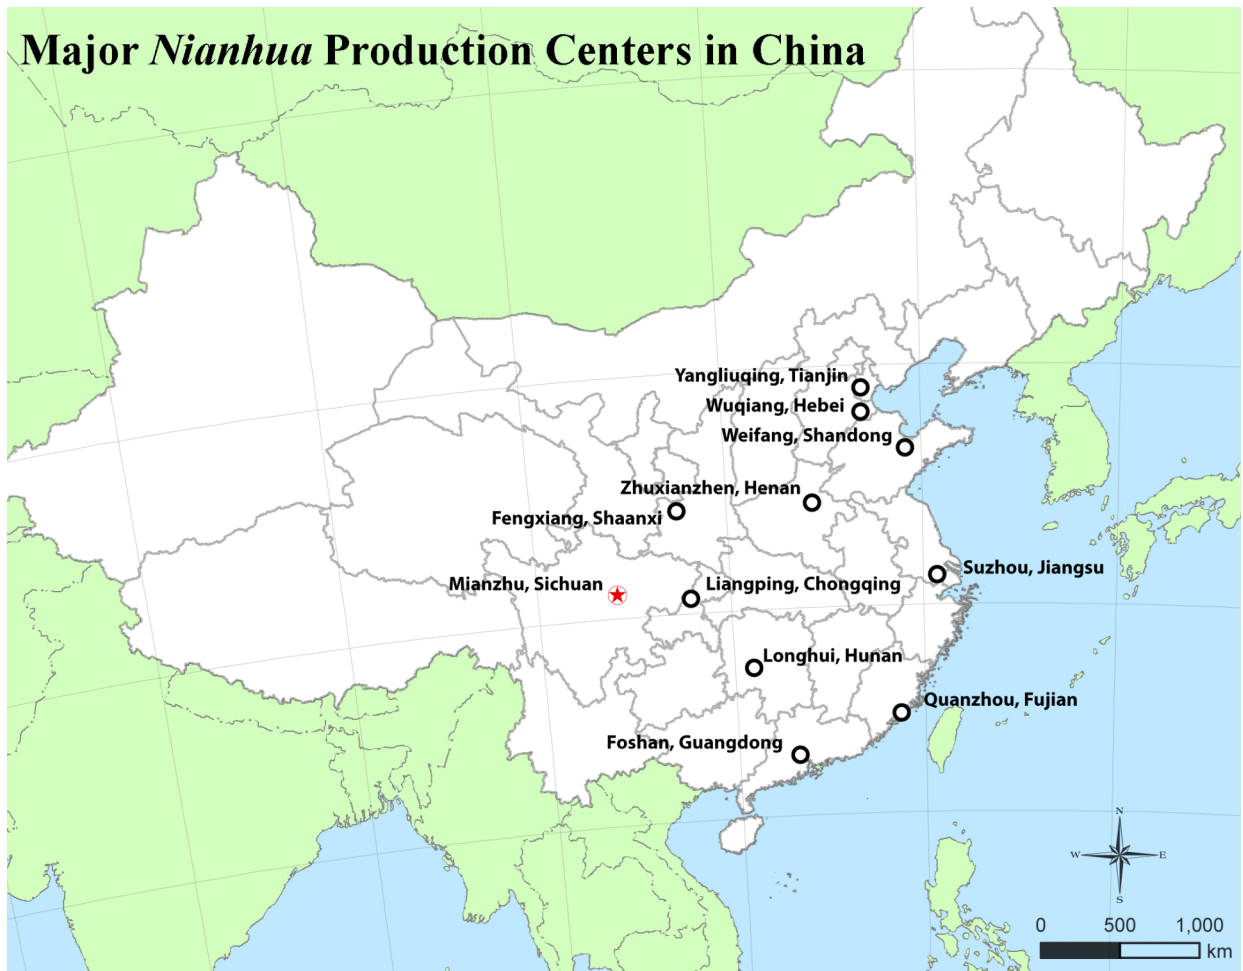 Major Nianhua Production Centers in China
Yangliuqing, Tianjin
Wuqiang, Hebei
Weifang, Shandong
Zhuxianzhen, Henan
Fengxiang, Shaanxi
Suzhou, Jiangsu
Mianzhu, Sichuan
Liangping, Chongqing
Longhui, Hunan
Quanzhou, Fujian
Foshan, Guangdong
N
W
E
S
0 500 1,000
km